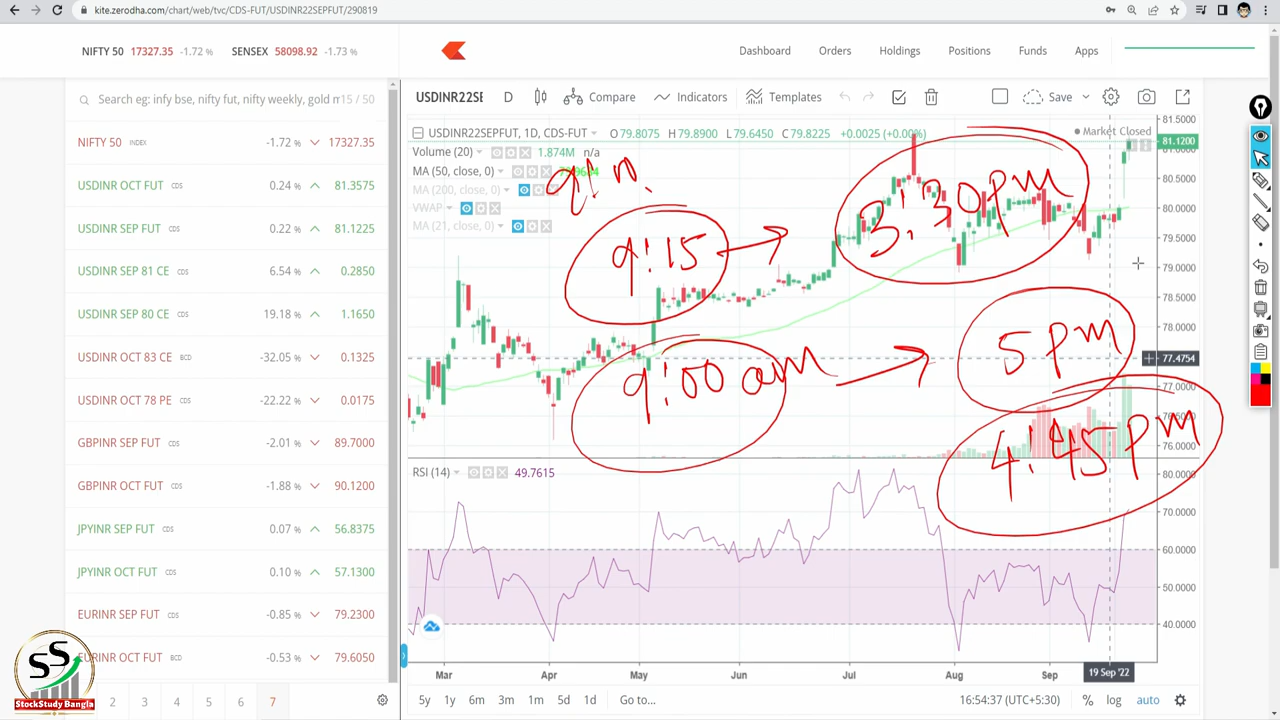 kite.zerodha.com/chart/web/tvc/CDS-FUT/USDINR22SEPFUT/290819
NIFTY 50 17327.35 -1.72 % SENSEX 58098.92 -1.73 %
Dashboard Orders Holdings Positions Funds Apps
Search eg: infy bse, nifty fut, nifty weekly, gold m 15 / 50
NIFTY 50 INDEX -1.72 % 17327.35
USDINR OCT FUT CDS 0.24 % 81.3575
USDINR SEP FUT CDS 0.22 % 81.1225
USDINR SEP 81 CE CDS 6.54 % 0.2850
USDINR SEP 80 CE CDS 19.18 % 1.1650
USDINR OCT 83 CE BCD -32.05 % 0.1325
USDINR OCT 78 PE CDS -22.22 % 0.0175
GBPINR SEP FUT CDS -2.01 % 89.7000
GBPINR OCT FUT CDS -1.88 % 90.1200
JPYINR SEP FUT CDS 0.07 % 56.8375
JPYINR OCT FUT CDS 0.10 % 57.1300
EURINR SEP FUT CDS -0.85 % 79.2300
EURINR OCT FUT BCD -0.53 % 79.6050
SS
StockStudy Bangla
2 3 4 5 6 7
USDINR22SE D Compare Indicators Templates Save
USDINR22SEPFUT, 1D, CDS-FUT O 79.8075 H 79.8900 L 79.6450 C 79.8225 +0.0025 (+0.00%) Market Closed
Volume (20) 1.874M n/a
MA (50, close, 0)
MA (200, close, 0)
VWAP
MA (21, close, 0)
9:15 → 3:30pm
9:00 am → 5 pm
4:45pm
81.5000
81.1200
81.0000
80.5000
80.0000
79.5000
79.0000
78.5000
78.0000
77.4754
77.0000
76.5000
76.0000
RSI (14) 49.7615
80.0000
70.0000
60.0000
50.0000
40.0000
Mar Apr May Jun Jul Aug Sep 19 Sep '22
5y 1y 6m 3m 1m 5d 1d Go to... 16:54:37 (UTC+5:30) % log auto